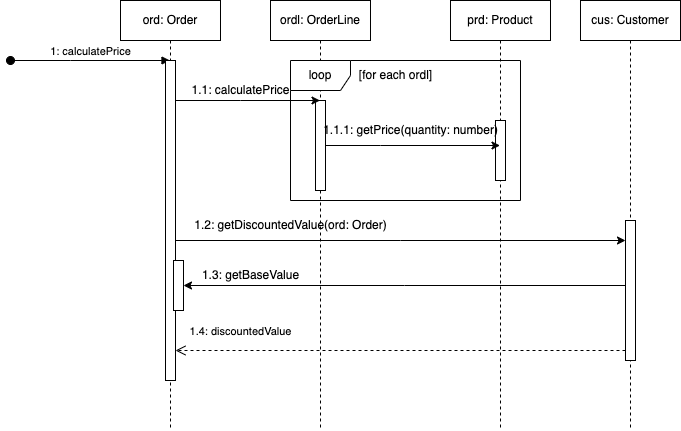 ord: Order
ordl: OrderLine
prd: Product
cus: Customer
1: calculatePrice
loop
[for each ordl]
1.1: calculatePrice
1.1.1: getPrice(quantity: number)
1.2: getDiscountedValue(ord: Order)
1.3: getBaseValue
1.4: discountedValue